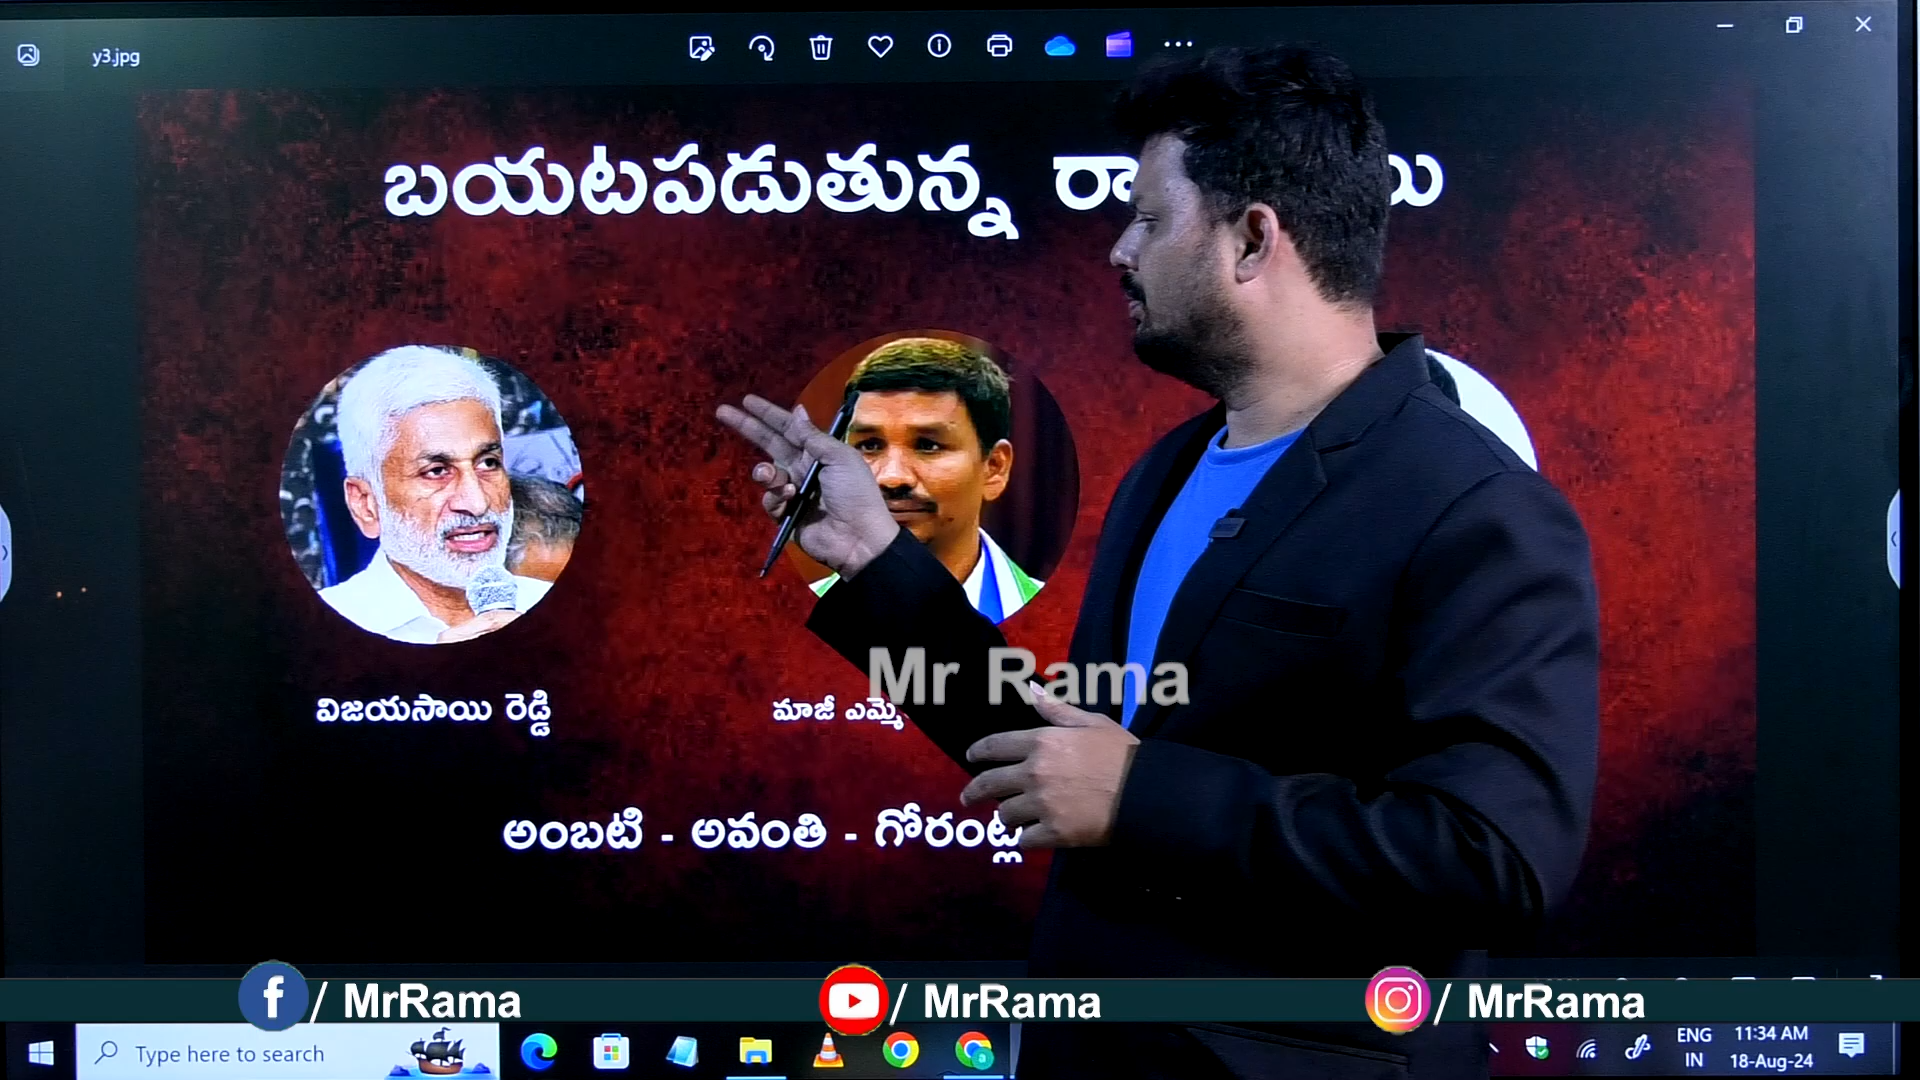 y3.jpg
బయటపడుతున్న
విజయసాయి రెడ్డి
మాజీ
Mr Rama
అంబటి - అవంతి - గోరంట్ల
/ MrRama
/ MrRama
/ MrRama
Type here to search
ENG
IN
11:34 AM
18-Aug-24